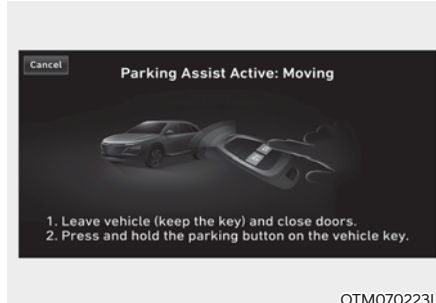 Cancel
Parking Assist Active: Moving
1. Leave vehicle (keep the key) and close doors.
2. Press and hold the parking button on the vehicle key.
OTM070223L